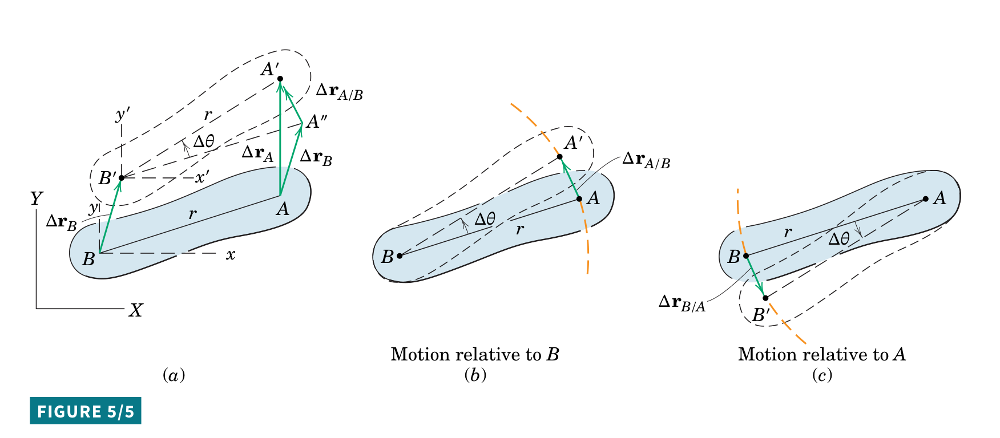 A′
Δr_{A/B}
y′
r
A″
Δθ
Δr_A
Δr_B
B′
x′
Y
y
Δr_B
r
A
B
x
X
(a)
A′
Δr_{A/B}
A
Δθ
r
B
Motion relative to B
(b)
A
r
Δθ
B
Δr_{B/A}
B′
Motion relative to A
(c)
FIGURE 5/5